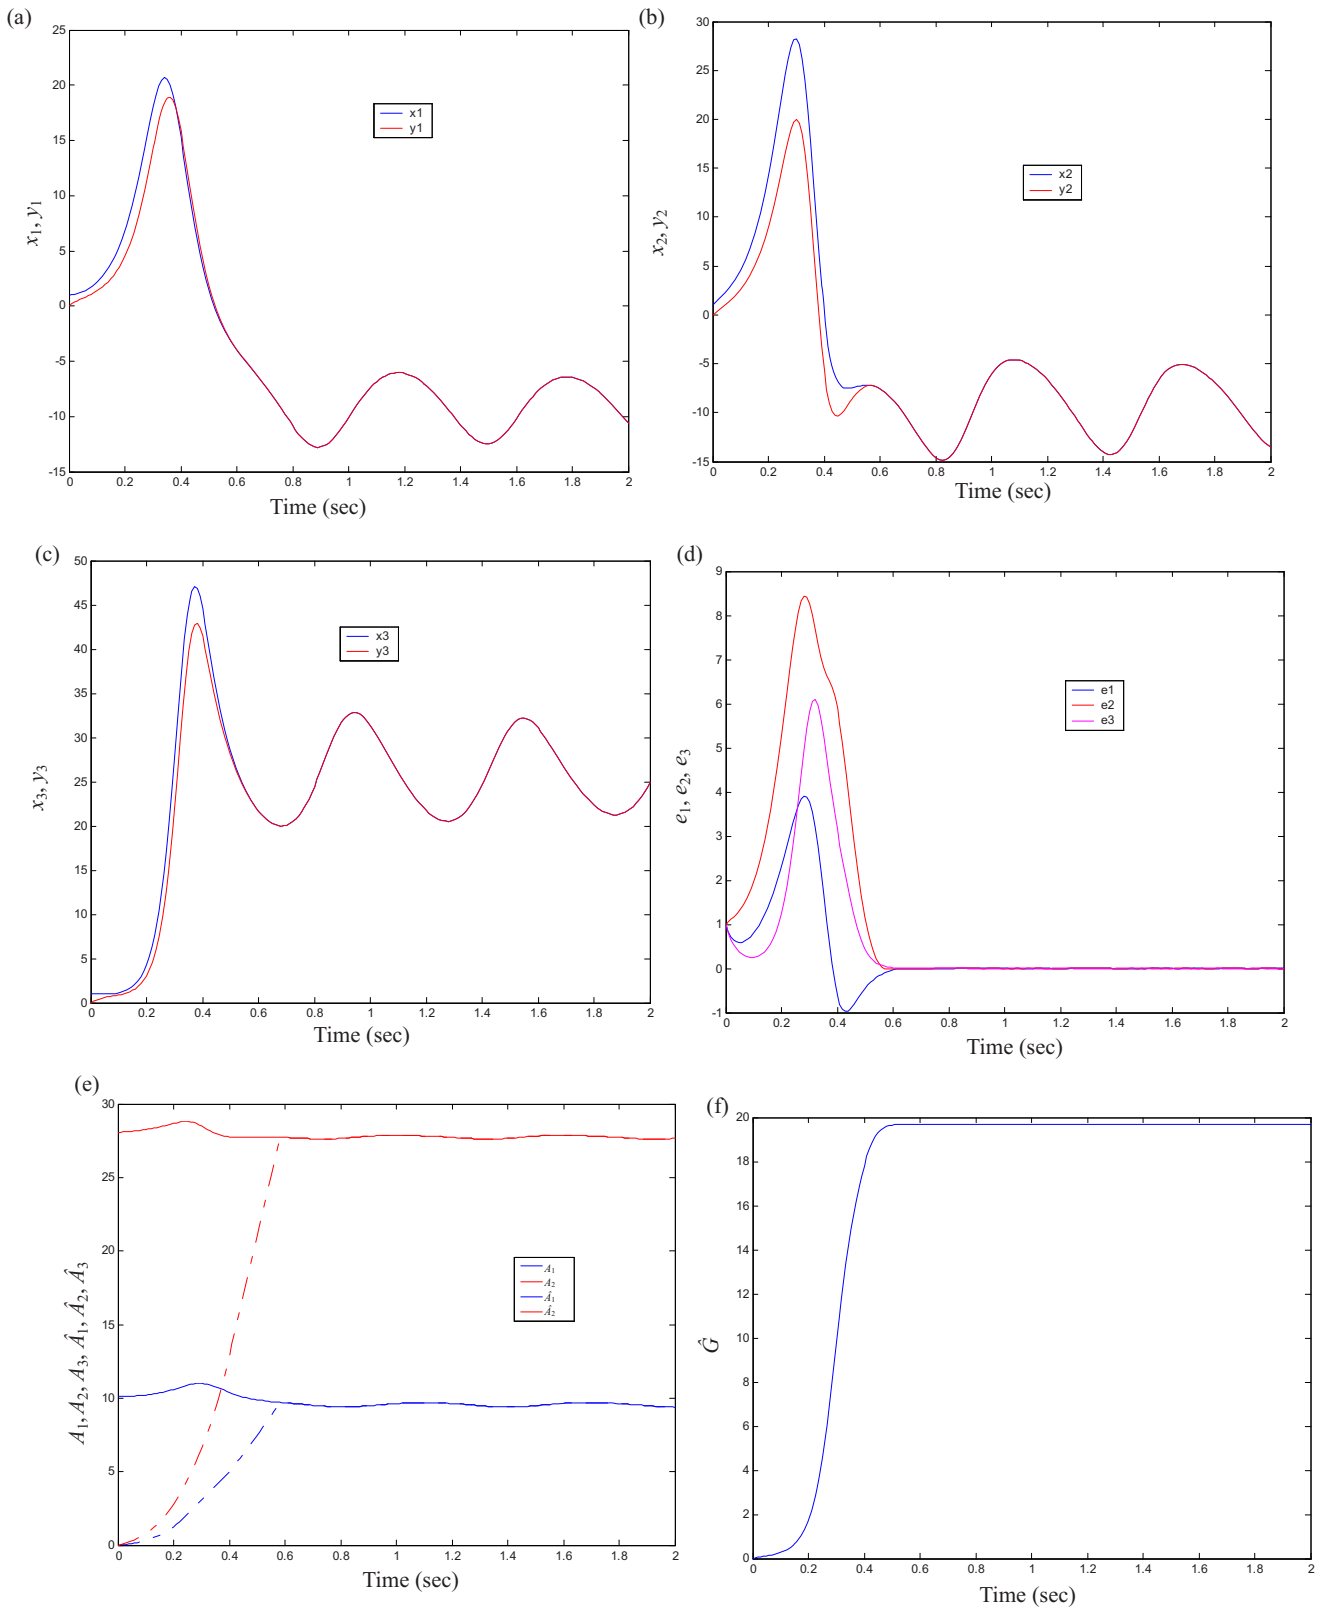 (a)
25
20
15
10
5
0
-5
-10
-15
0 0.2 0.4 0.6 0.8 1 1.2 1.4 1.6 1.8 2
x1
y1
x₁, y₁
Time (sec)
(b)
30
25
20
15
10
5
0
-5
-10
-15
0 0.2 0.4 0.6 0.8 1 1.2 1.4 1.6 1.8 2
x2
y2
x₂, y₂
Time (sec)
(c)
50
45
40
35
30
25
20
15
10
5
0
0 0.2 0.4 0.6 0.8 1 1.2 1.4 1.6 1.8 2
x3
y3
x₃, y₃
Time (sec)
(d)
9
8
7
6
5
4
3
2
1
0
-1
0 0.2 0.4 0.6 0.8 1 1.2 1.4 1.6 1.8 2
e1
e2
e3
e₁, e₂, e₃
Time (sec)
(e)
30
25
20
15
10
5
0
0 0.2 0.4 0.6 0.8 1 1.2 1.4 1.6 1.8 2
A₁
A₂
Â₁
Â₂
A₁, A₂, A₃, Â₁, Â₂, Â₃
Time (sec)
(f)
20
18
16
14
12
10
8
6
4
2
0
0 0.2 0.4 0.6 0.8 1 1.2 1.4 1.6 1.8 2
Ĝ
Time (sec)